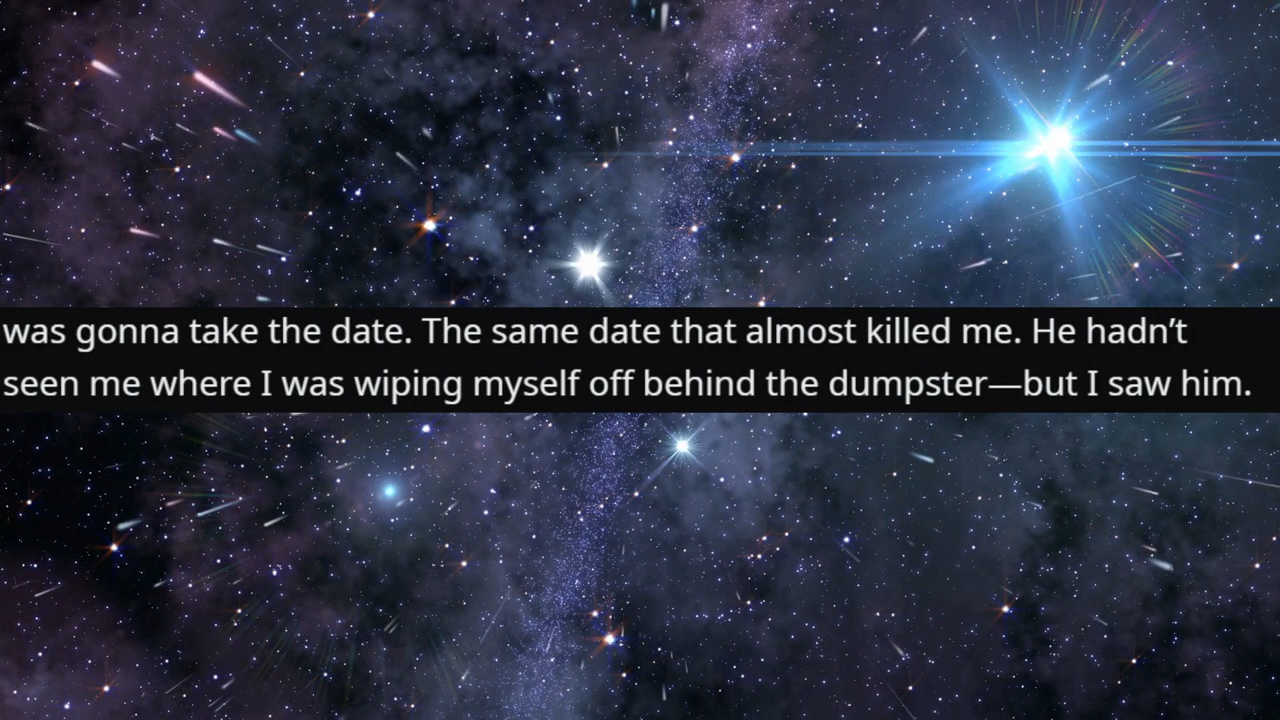 was gonna take the date. The same date that almost killed me. He hadn’t
seen me where I was wiping myself off behind the dumpster—but I saw him.